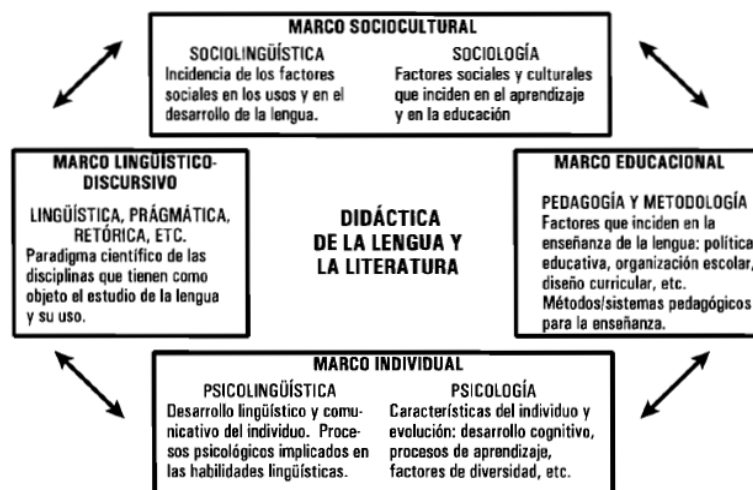 MARCO SOCIOCULTURAL
SOCIOLINGÜÍSTICA
Incidencia de los factores
sociales en los usos y en el
desarrollo de la lengua.
SOCIOLOGÍA
Factores sociales y culturales
que inciden en el aprendizaje
y en la educación
MARCO LINGÜÍSTICO-
DISCURSIVO
LINGÜÍSTICA, PRÁGMÁTICA,
RETÓRICA, ETC.
Paradigma científico de las
disciplinas que tienen como
objeto el estudio de la lengua
y su uso.
DIDÁCTICA
DE LA LENGUA Y
LA LITERATURA
MARCO EDUCACIONAL
PEDAGOGÍA Y METODOLOGÍA
Factores que inciden en la
enseñanza de la lengua: política
educativa, organización escolar,
diseño curricular, etc.
Métodos/sistemas pedagógicos
para la enseñanza.
MARCO INDIVIDUAL
PSICOLINGÜÍSTICA
Desarrollo lingüístico y comu-
nicativo del individuo. Proce-
sos psicológicos implicados en
las habilidades lingüísticas.
PSICOLOGÍA
Características del individuo y
evolución: desarrollo cognitivo,
procesos de aprendizaje,
factores de diversidad, etc.